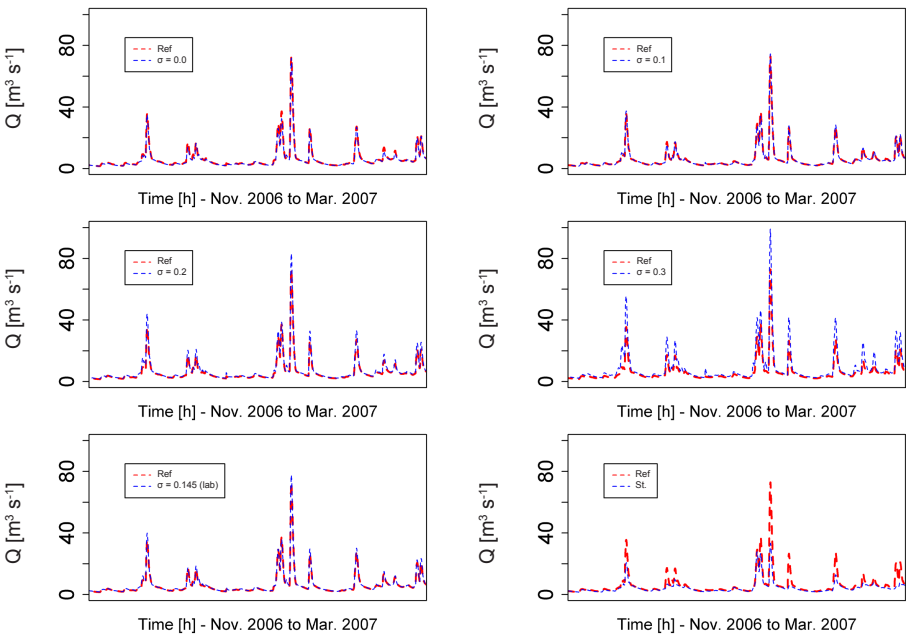 Q [m³ s⁻¹]
80
40
0
Ref
σ = 0.0
Time [h] - Nov. 2006 to Mar. 2007
Q [m³ s⁻¹]
80
40
0
Ref
σ = 0.1
Time [h] - Nov. 2006 to Mar. 2007
Q [m³ s⁻¹]
80
40
0
Ref
σ = 0.2
Time [h] - Nov. 2006 to Mar. 2007
Q [m³ s⁻¹]
80
40
0
Ref
σ = 0.3
Time [h] - Nov. 2006 to Mar. 2007
Q [m³ s⁻¹]
80
40
0
Ref
σ = 0.145 (lab)
Time [h] - Nov. 2006 to Mar. 2007
Q [m³ s⁻¹]
80
40
0
Ref
St.
Time [h] - Nov. 2006 to Mar. 2007